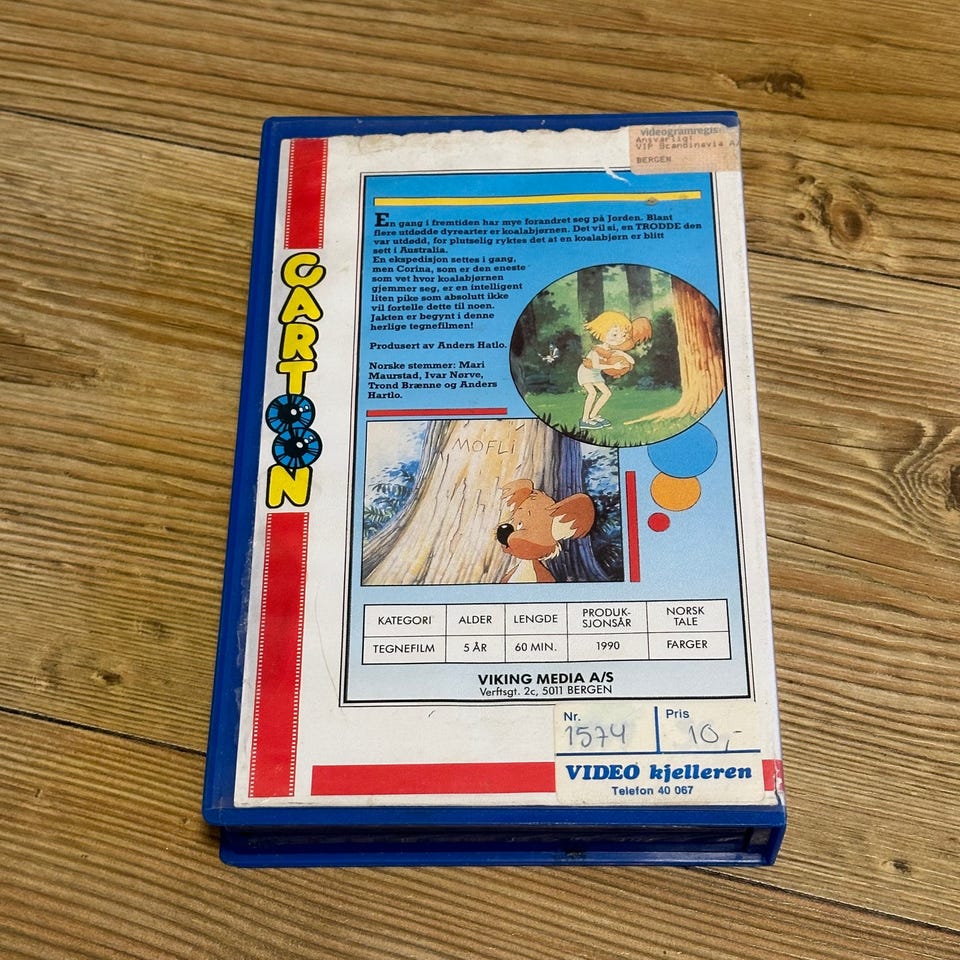 videogramregis
Ansvarlig:
VIP Scandinavia A/
BERGEN
En gang i fremtiden har mye forandret seg på Jorden. Blant
flere utdødde dyrearter er koalabjørnen. Det vil si, en TRODDE den
var utdødd, for plutselig ryktes det at en koalabjørn er blitt
sett i Australia.
En ekspedisjon settes i gang,
men Corina, som er den eneste
som vet hvor koalabjørnen
gjemmer seg, er en intelligent
liten pike som absolutt ikke
vil fortelle dette til noen.
Jakten er begynt i denne
herlige tegnefilmen!
Produsert av Anders Hatlo.
Norske stemmer: Mari
Maurstad, Ivar Nørve,
Trond Brænne og Anders
Hartlo.
CARTOON
MOFLI
KATEGORI ALDER LENGDE PRODUK-
SJONSÅR NORSK
TALE
TEGNEFILM 5 ÅR 60 MIN. 1990 FARGER
VIKING MEDIA A/S
Verftsgt. 2c, 5011 BERGEN
Nr. Pris
1574 10,-
VIDEO kjelleren
Telefon 40 067